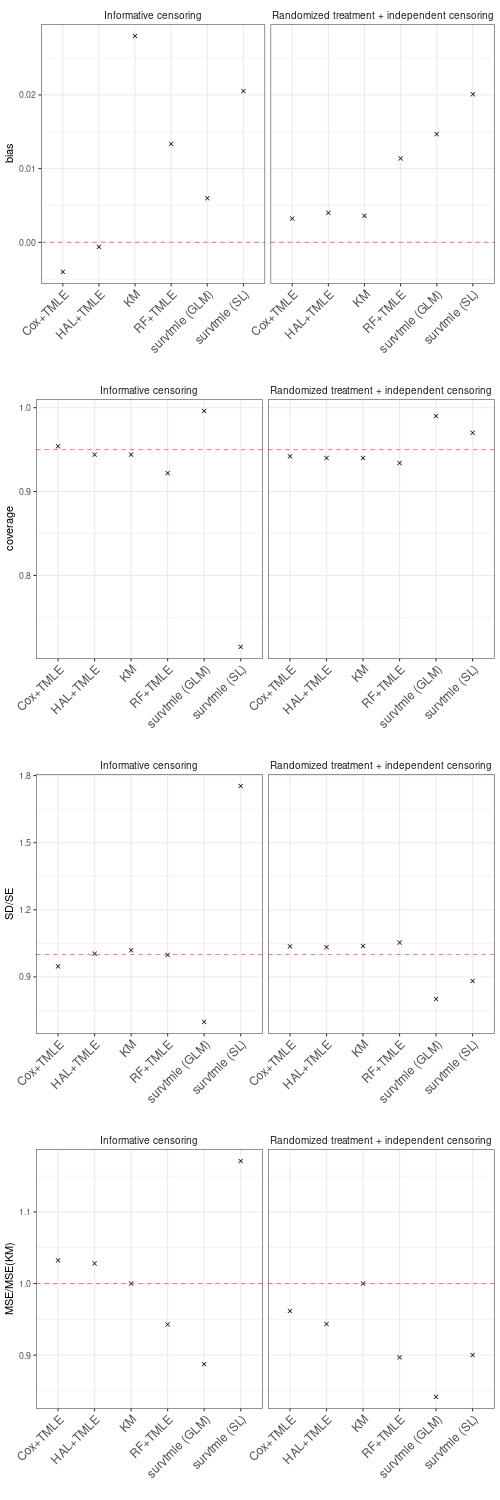 Informative censoring
Randomized treatment + independent censoring
bias
0.02
0.01
0.00
Cox+TMLE
HAL+TMLE
KM
RF+TMLE
survtmle (GLM)
survtmle (SL)
Cox+TMLE
HAL+TMLE
KM
RF+TMLE
survtmle (GLM)
survtmle (SL)
Informative censoring
Randomized treatment + independent censoring
coverage
1.0
0.9
0.8
Cox+TMLE
HAL+TMLE
KM
RF+TMLE
survtmle (GLM)
survtmle (SL)
Cox+TMLE
HAL+TMLE
KM
RF+TMLE
survtmle (GLM)
survtmle (SL)
Informative censoring
Randomized treatment + independent censoring
SD/SE
1.8
1.5
1.2
0.9
Cox+TMLE
HAL+TMLE
KM
RF+TMLE
survtmle (GLM)
survtmle (SL)
Cox+TMLE
HAL+TMLE
KM
RF+TMLE
survtmle (GLM)
survtmle (SL)
Informative censoring
Randomized treatment + independent censoring
MSE/MSE(KM)
1.1
1.0
0.9
Cox+TMLE
HAL+TMLE
KM
RF+TMLE
survtmle (GLM)
survtmle (SL)
Cox+TMLE
HAL+TMLE
KM
RF+TMLE
survtmle (GLM)
survtmle (SL)